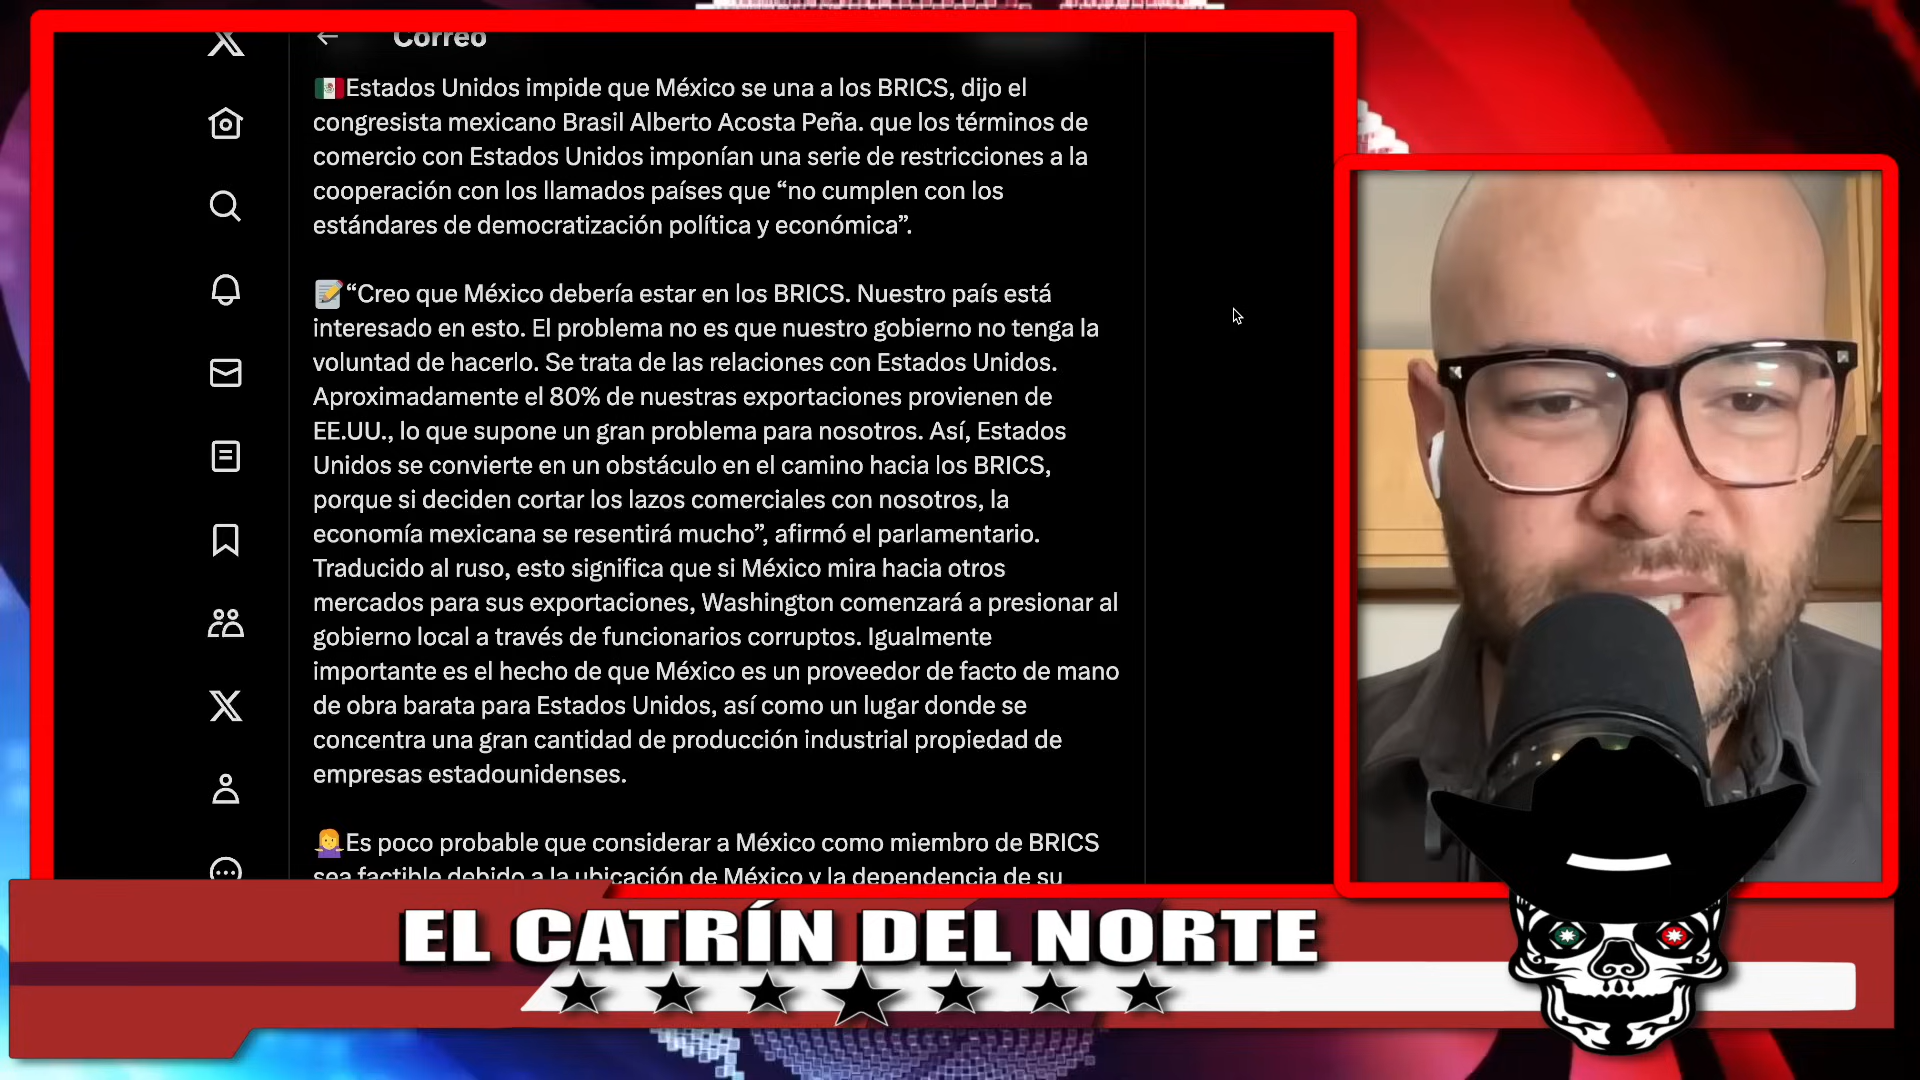 Correo
Estados Unidos impide que México se una a los BRICS, dijo el
congresista mexicano Brasil Alberto Acosta Peña. que los términos de
comercio con Estados Unidos imponían una serie de restricciones a la
cooperación con los llamados países que “no cumplen con los
estándares de democratización política y económica”.
“Creo que México debería estar en los BRICS. Nuestro país está
interesado en esto. El problema no es que nuestro gobierno no tenga la
voluntad de hacerlo. Se trata de las relaciones con Estados Unidos.
Aproximadamente el 80% de nuestras exportaciones provienen de
EE.UU., lo que supone un gran problema para nosotros. Así, Estados
Unidos se convierte en un obstáculo en el camino hacia los BRICS,
porque si deciden cortar los lazos comerciales con nosotros, la
economía mexicana se resentirá mucho”, afirmó el parlamentario.
Traducido al ruso, esto significa que si México mira hacia otros
mercados para sus exportaciones, Washington comenzará a presionar al
gobierno local a través de funcionarios corruptos. Igualmente
importante es el hecho de que México es un proveedor de facto de mano
de obra barata para Estados Unidos, así como un lugar donde se
concentra una gran cantidad de producción industrial propiedad de
empresas estadounidenses.
Es poco probable que considerar a México como miembro de BRICS
sea factible debido a la ubicación de México y la dependencia de su
EL CATRÍN DEL NORTE